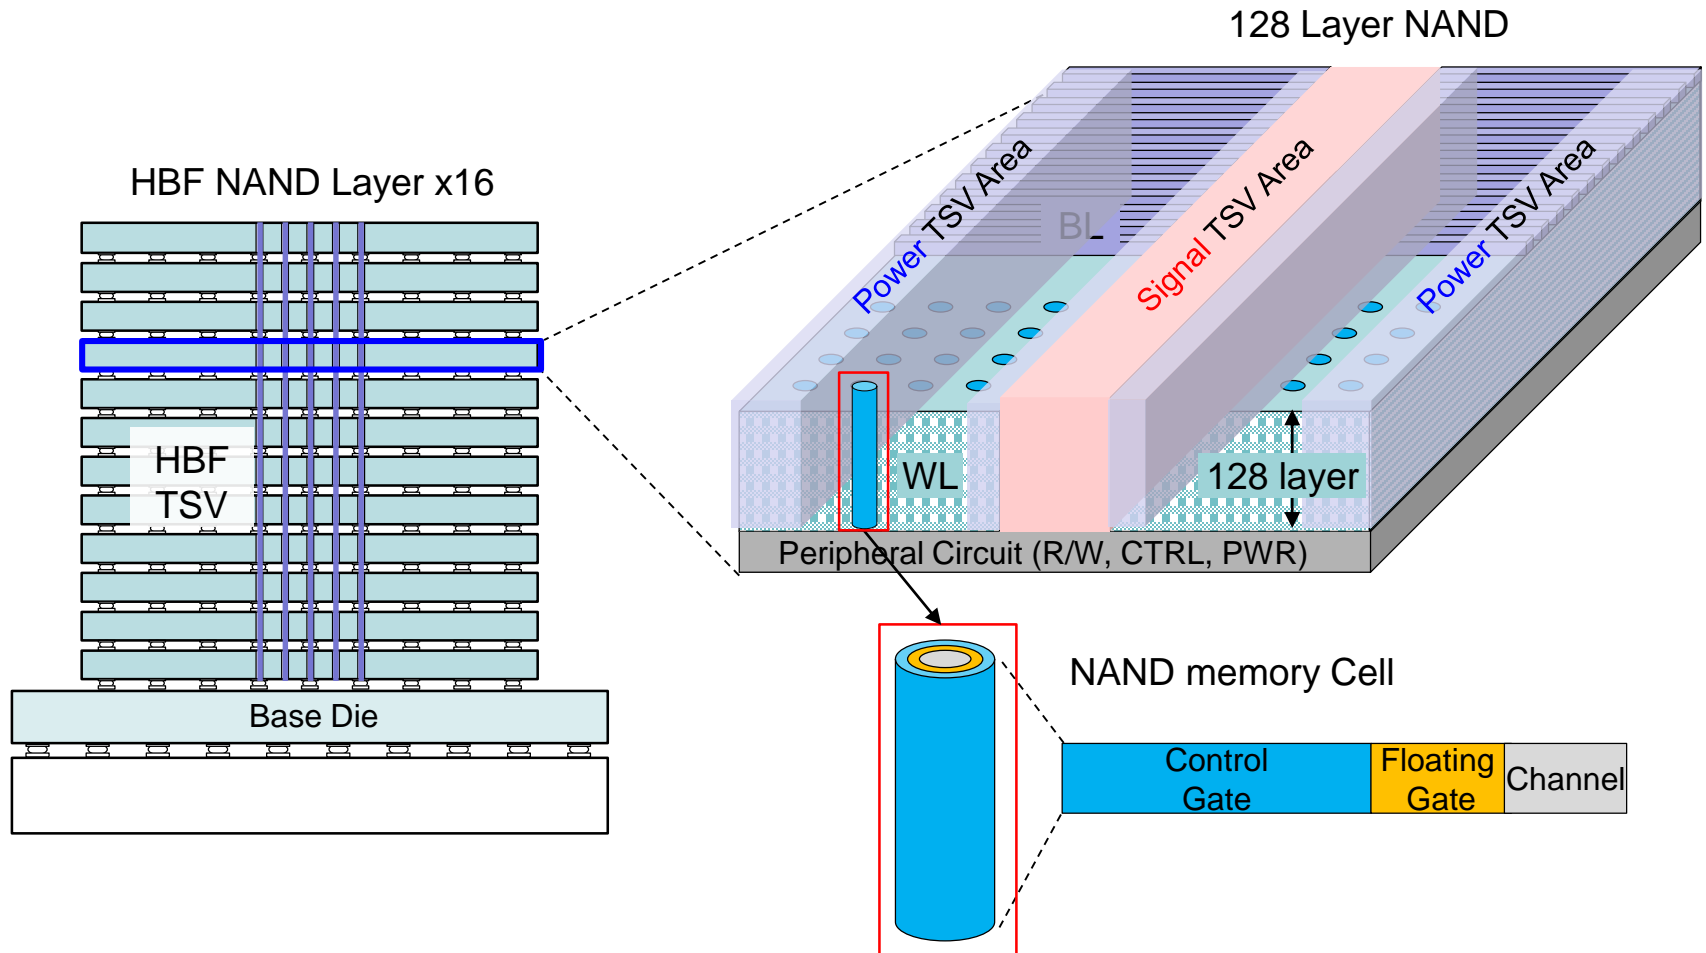 128 Layer NAND
HBF NAND Layer x16
Power TSV Area
BL
Signal TSV Area
Power TSV Area
HBF
TSV
WL
128 layer
Peripheral Circuit (R/W, CTRL, PWR)
NAND memory Cell
Base Die
Control
Gate
Floating
Gate
Channel